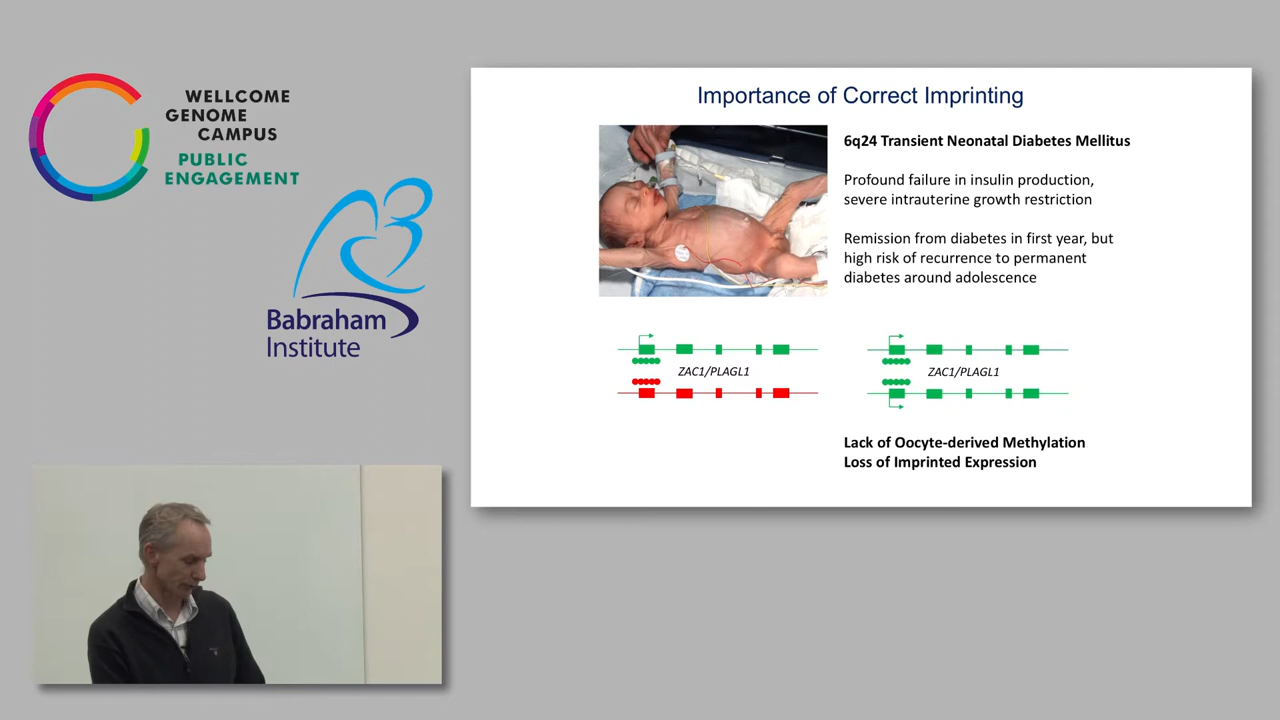 WELLCOME
GENOME
CAMPUS
PUBLIC
ENGAGEMENT
Babraham
Institute
Importance of Correct Imprinting
6q24 Transient Neonatal Diabetes Mellitus
Profound failure in insulin production,
severe intrauterine growth restriction
Remission from diabetes in first year, but
high risk of recurrence to permanent
diabetes around adolescence
ZAC1/PLAGL1
ZAC1/PLAGL1
Lack of Oocyte-derived Methylation
Loss of Imprinted Expression